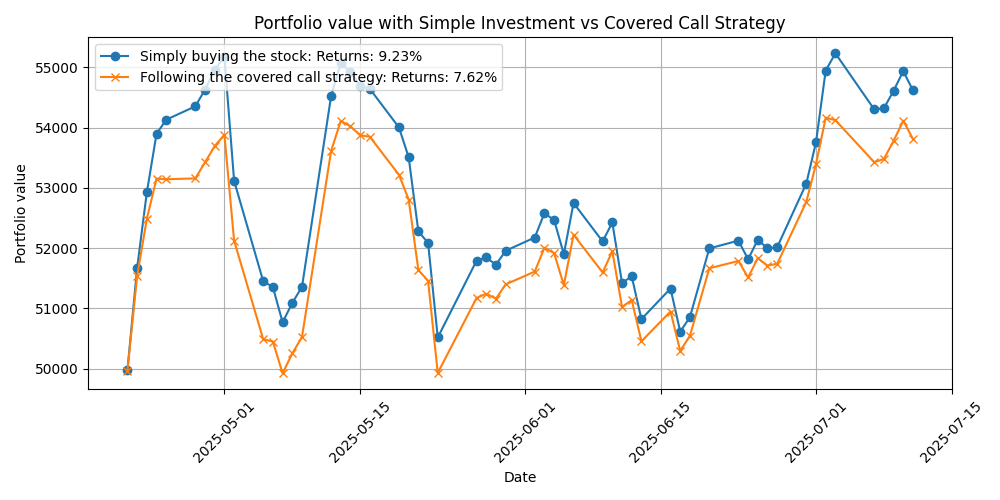 Portfolio value with Simple Investment vs Covered Call Strategy
Simply buying the stock: Returns: 9.23%
Following the covered call strategy: Returns: 7.62%
Portfolio value
55000
54000
53000
52000
51000
50000
2025-05-01
2025-05-15
2025-06-01
2025-06-15
2025-07-01
2025-07-15
Date